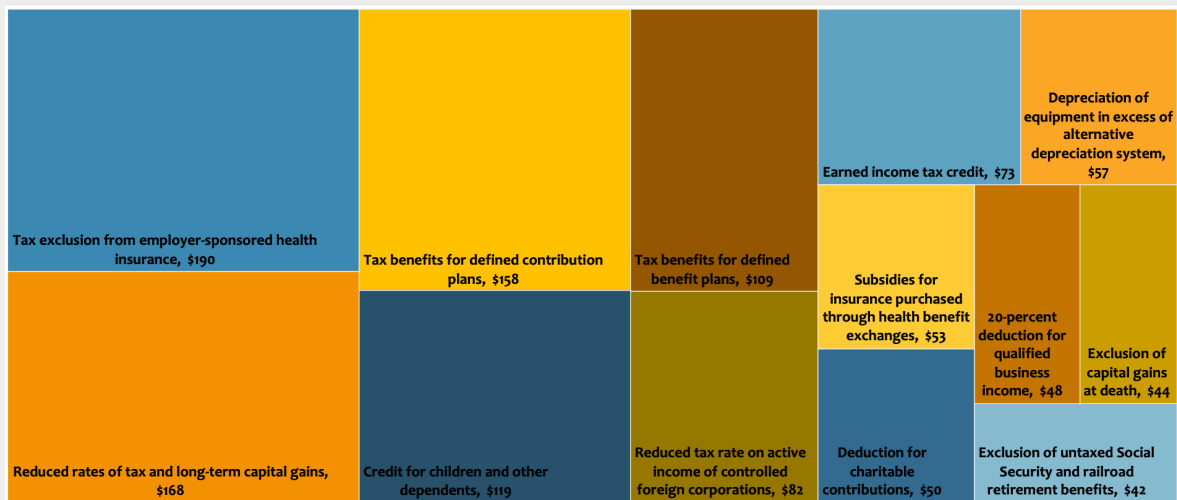 Tax exclusion from employer-sponsored health
insurance, $190
Reduced rates of tax and long-term capital gains,
$168
Tax benefits for defined contribution
plans, $158
Credit for children and other
dependents, $119
Tax benefits for defined
benefit plans, $109
Reduced tax rate on active
income of controlled
foreign corporations, $82
Earned income tax credit, $73
Depreciation of
equipment in excess of
alternative
depreciation system,
$57
Subsidies for
insurance purchased
through health benefit
exchanges, $53
Deduction for
charitable
contributions, $50
20-percent
deduction for
qualified
business
income, $48
Exclusion of
capital gains
at death, $44
Exclusion of untaxed Social
Security and railroad
retirement benefits, $42